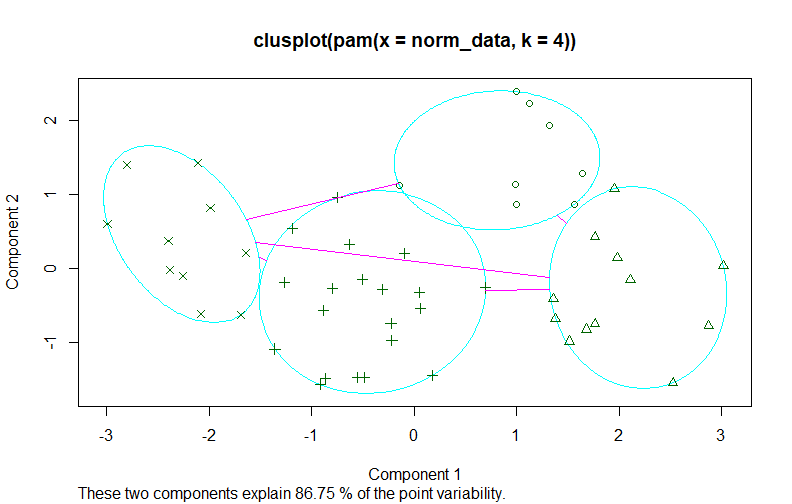 clusplot(pam(x = norm_data, k = 4))
Component 2
2
1
0
-1
-3
-2
-1
0
1
2
3
Component 1
These two components explain 86.75 % of the point variability.